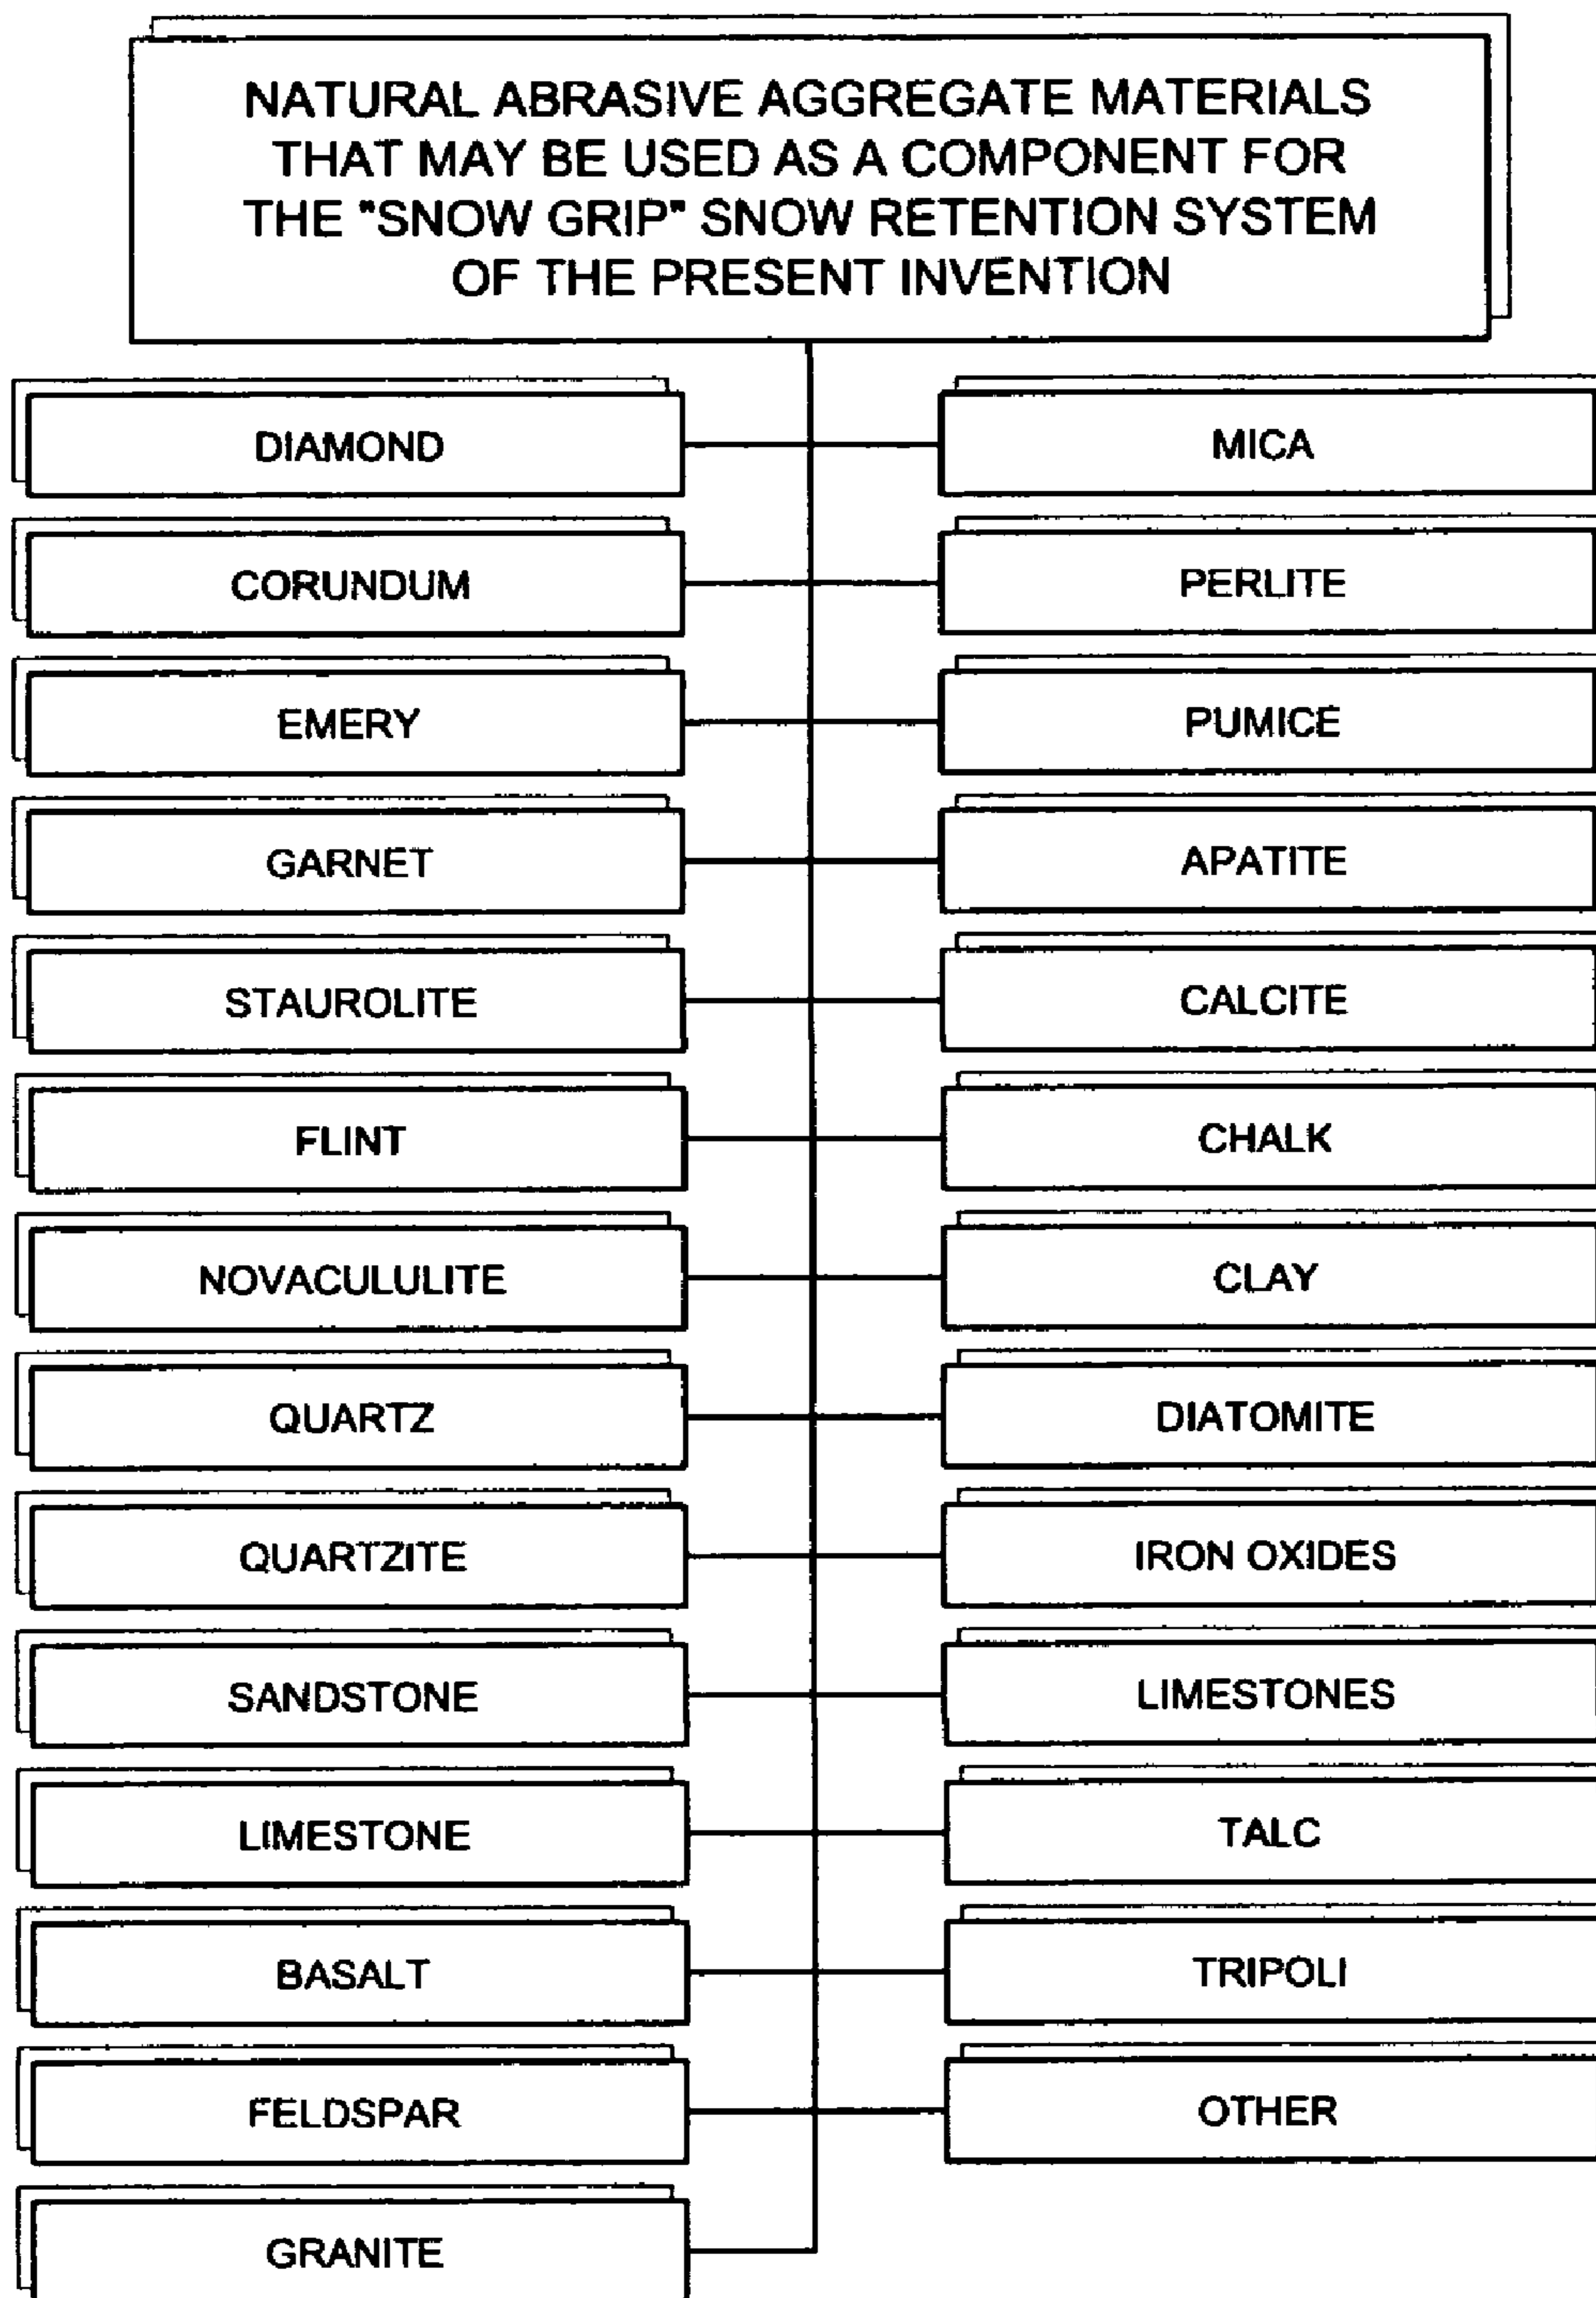 NATURAL ABRASIVE AGGREGATE MATERIALS
THAT MAY BE USED AS A COMPONENT FOR
THE "SNOW GRIP" SNOW RETENTION SYSTEM
OF THE PRESENT INVENTION
DIAMOND
MICA
CORUNDUM
PERLITE
EMERY
PUMICE
GARNET
APATITE
STAUROLITE
CALCITE
FLINT
CHALK
NOVACULULITE
CLAY
QUARTZ
DIATOMITE
QUARTZITE
IRON OXIDES
SANDSTONE
LIMESTONES
LIMESTONE
TALC
BASALT
TRIPOLI
FELDSPAR
OTHER
GRANITE